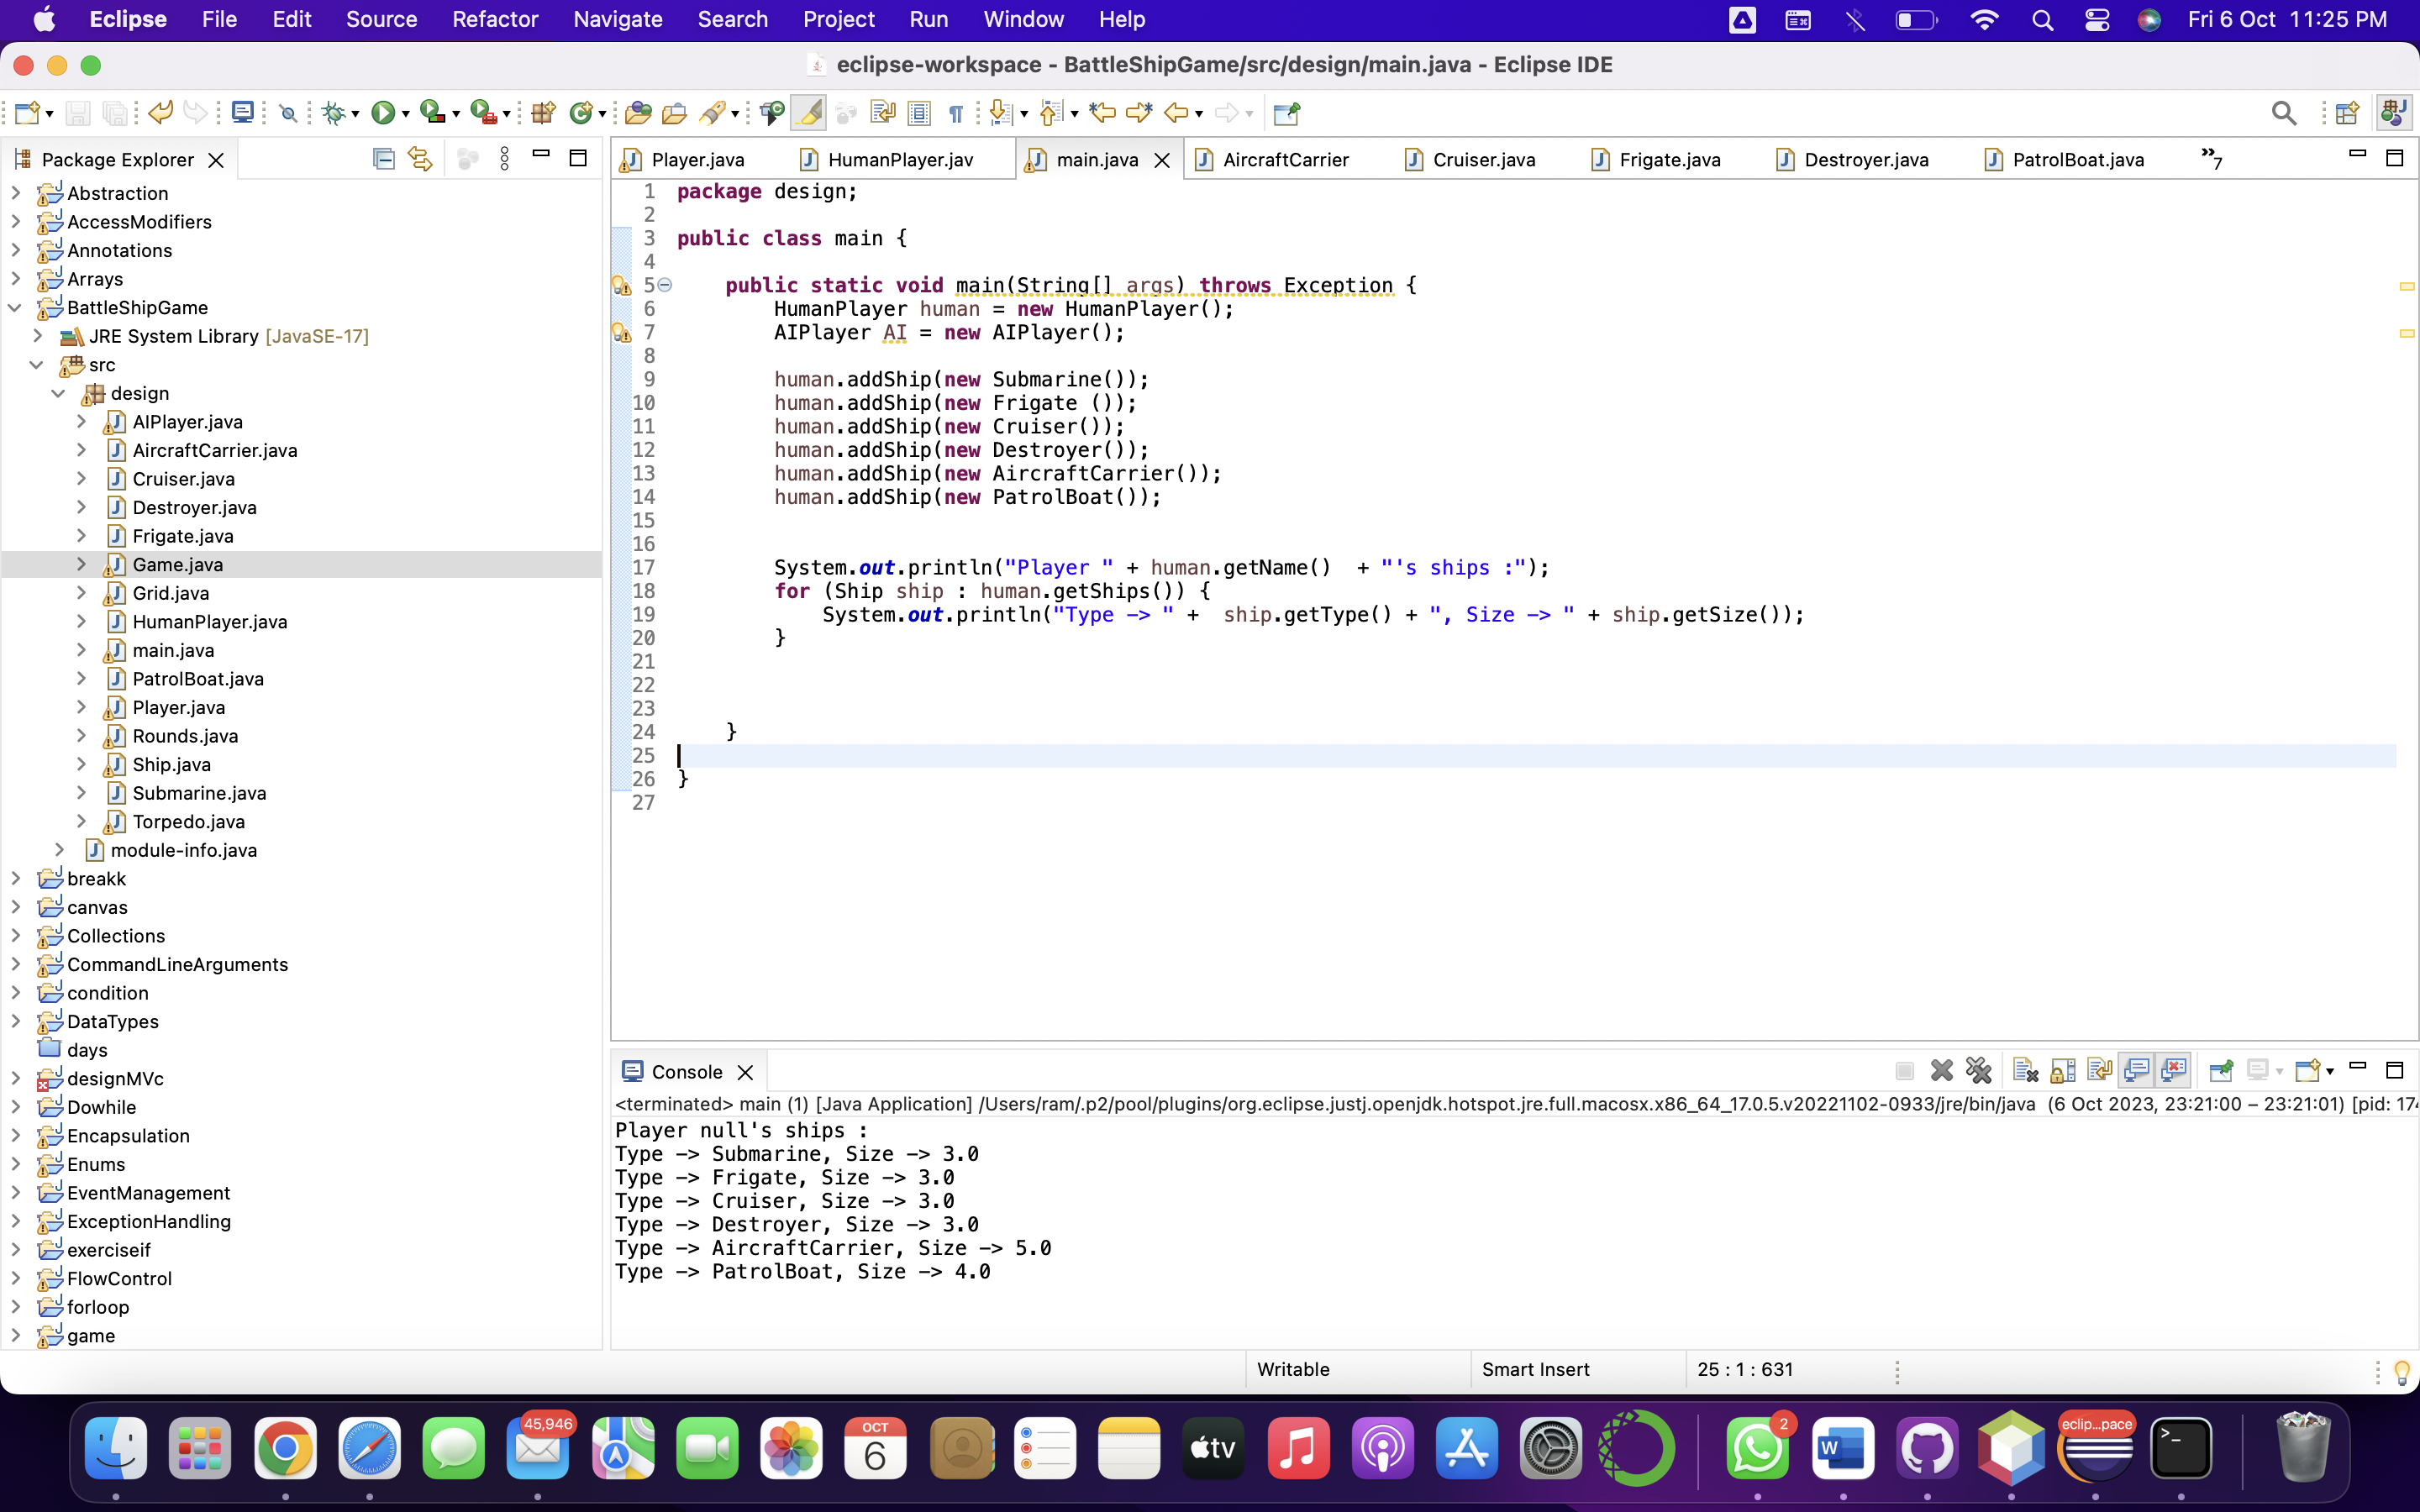 Eclipse File Edit Source Refactor Navigate Search Project Run Window Help Fri 6 Oct 11:25 PM
eclipse-workspace - BattleShipGame/src/design/main.java - Eclipse IDE
Package Explorer
Abstraction
AccessModifiers
Annotations
Arrays
BattleShipGame
JRE System Library [JavaSE-17]
src
design
AIPlayer.java
AircraftCarrier.java
Cruiser.java
Destroyer.java
Frigate.java
Game.java
Grid.java
HumanPlayer.java
main.java
PatrolBoat.java
Player.java
Rounds.java
Ship.java
Submarine.java
Torpedo.java
module-info.java
breakk
canvas
Collections
CommandLineArguments
condition
DataTypes
days
designMVc
Dowhile
Encapsulation
Enums
EventManagement
ExceptionHandling
exerciseif
FlowControl
forloop
game
Player.java HumanPlayer.jav main.java AircraftCarrier Cruiser.java Frigate.java Destroyer.java PatrolBoat.java »7
1 package design;
2
3 public class main {
4
5 public static void main(String[] args) throws Exception {
6 HumanPlayer human = new HumanPlayer();
7 AIPlayer AI = new AIPlayer();
8
9 human.addShip(new Submarine());
10 human.addShip(new Frigate ());
11 human.addShip(new Cruiser());
12 human.addShip(new Destroyer());
13 human.addShip(new AircraftCarrier());
14 human.addShip(new PatrolBoat());
15
16
17 System.out.println("Player " + human.getName()  + "'s ships :");
18 for (Ship ship : human.getShips()) {
19 System.out.println("Type -> " +  ship.getType() + ", Size -> " + ship.getSize());
20 }
21
22
23
24 }
25
26 }
27
Console
<terminated> main (1) [Java Application] /Users/ram/.p2/pool/plugins/org.eclipse.justj.openjdk.hotspot.jre.full.macosx.x86_64_17.0.5.v20221102-0933/jre/bin/java (6 Oct 2023, 23:21:00 – 23:21:01) [pid: 174
Player null's ships :
Type -> Submarine, Size -> 3.0
Type -> Frigate, Size -> 3.0
Type -> Cruiser, Size -> 3.0
Type -> Destroyer, Size -> 3.0
Type -> AircraftCarrier, Size -> 5.0
Type -> PatrolBoat, Size -> 4.0
Writable Smart Insert 25 : 1 : 631
45,946
OCT
6
tv
2
W
eclip...pace
>_